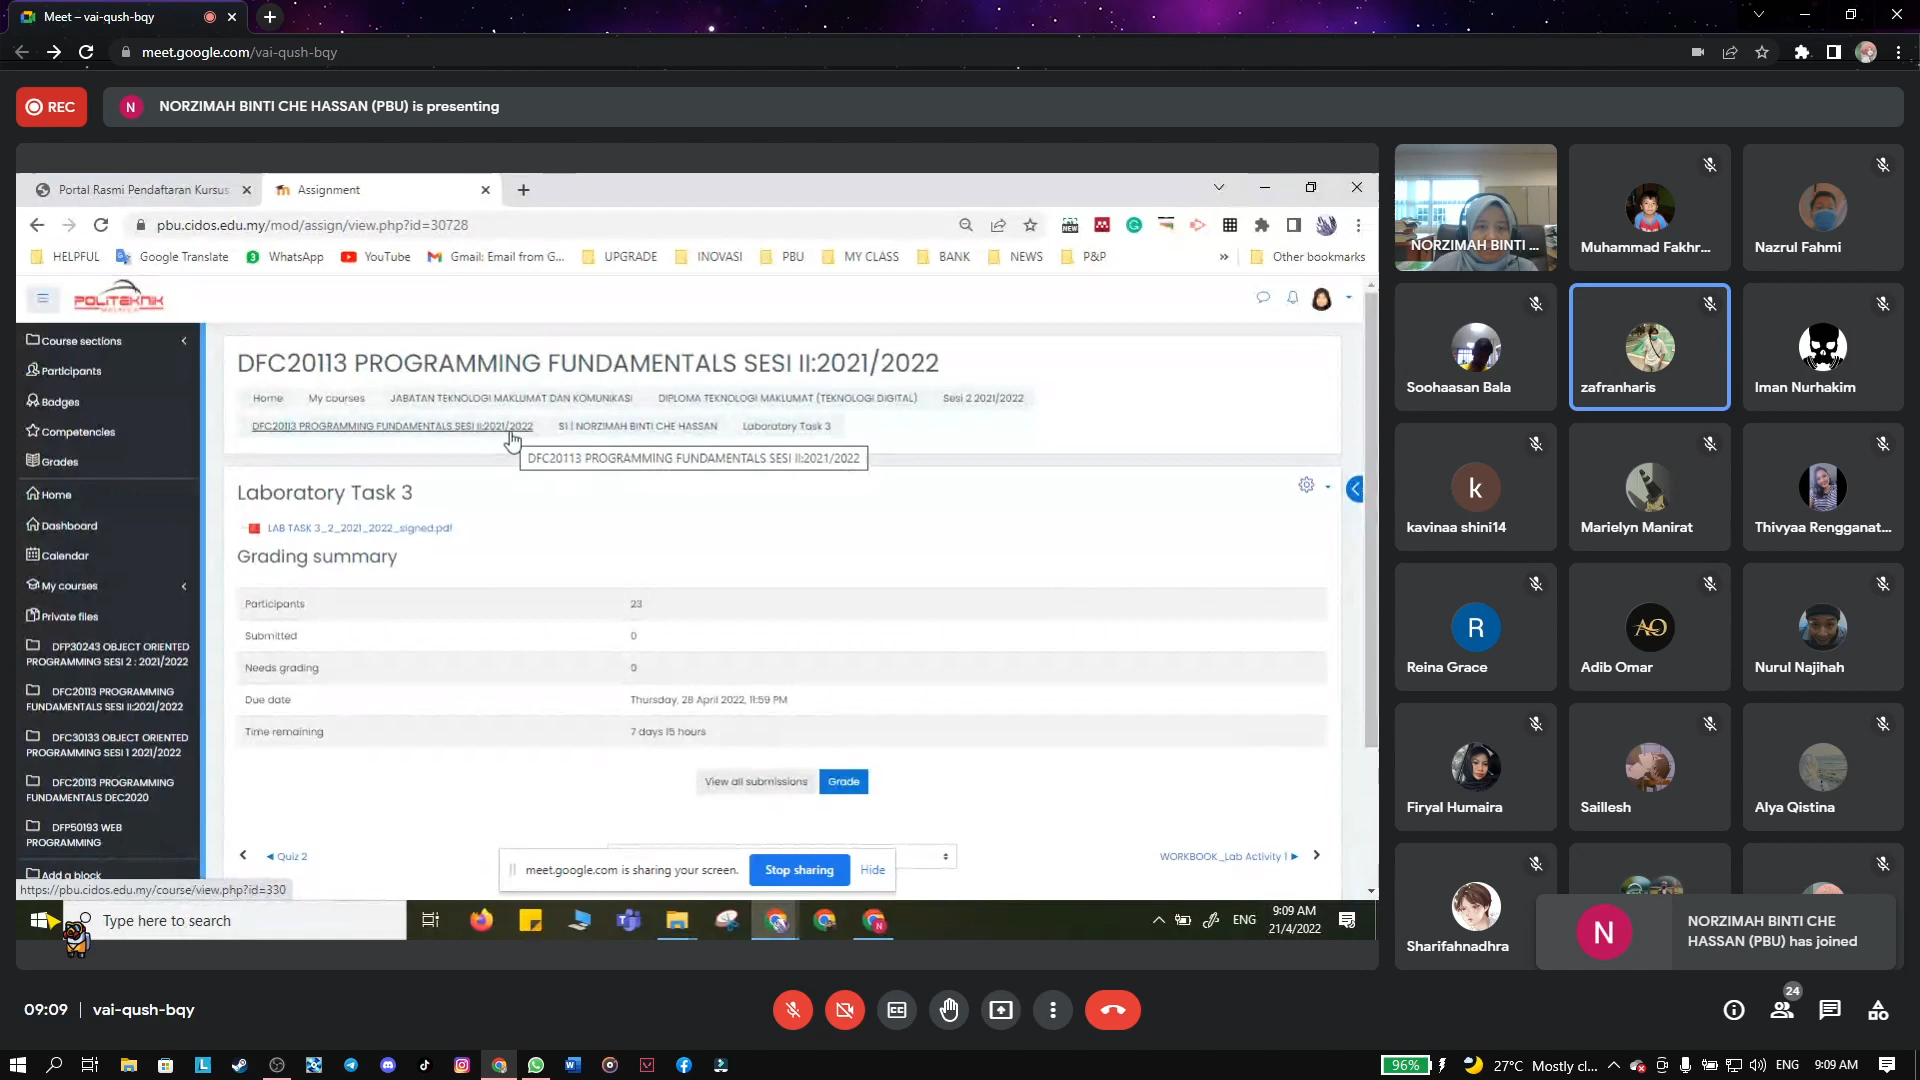 Meet – vai-qush-bqy
meet.google.com/vai-qush-bqy
REC
N
NORZIMAH BINTI CHE HASSAN (PBU) is presenting
Portal Rasmi Pendaftaran Kursus
Assignment
pbu.cidos.edu.my/mod/assign/view.php?id=30728
NEW
HELPFUL
Google Translate
WhatsApp
YouTube
Gmail: Email from G...
UPGRADE
INOVASI
PBU
MY CLASS
BANK
NEWS
P&P
»
Other bookmarks
POLITEKNIK
Course sections
Participants
Badges
Competencies
Grades
Home
Dashboard
Calendar
My courses
Private files
DFP30243 OBJECT ORIENTED
PROGRAMMING SESI 2 : 2021/2022
DFC20113 PROGRAMMING
FUNDAMENTALS SESI II:2021/2022
DFC30133 OBJECT ORIENTED
PROGRAMMING SESI 1 2021/2022
DFC20113 PROGRAMMING
FUNDAMENTALS DEC2020
DFP50193 WEB
PROGRAMMING
Add a block
https://pbu.cidos.edu.my/course/view.php?id=330
DFC20113 PROGRAMMING FUNDAMENTALS SESI II:2021/2022
Home
My courses
JABATAN TEKNOLOGI MAKLUMAT DAN KOMUNIKASI
DIPLOMA TEKNOLOGI MAKLUMAT (TEKNOLOGI DIGITAL)
Sesi 2 2021/2022
DFC20113 PROGRAMMING FUNDAMENTALS SESI II:2021/2022
S1 | NORZIMAH BINTI CHE HASSAN
Laboratory Task 3
DFC20113 PROGRAMMING FUNDAMENTALS SESI II:2021/2022
Laboratory Task 3
LAB TASK 3_2_2021_2022_signed.pdf
Grading summary
Participants 23
Submitted 0
Needs grading 0
Due date Thursday, 28 April 2022, 11:59 PM
Time remaining 7 days 15 hours
View all submissions
Grade
◄ Quiz 2
WORKBOOK_Lab Activity 1 ►
meet.google.com is sharing your screen.
Stop sharing
Hide
Type here to search
ENG
9:09 AM
21/4/2022
NORZIMAH BINTI ...
Muhammad Fakhr...
Nazrul Fahmi
Soohaasan Bala
zafranharis
Iman Nurhakim
k
kavinaa shini14
Marielyn Manirat
Thivyaa Rengganat...
R
Reina Grace
AO
Adib Omar
Nurul Najihah
Firyal Humaira
Saillesh
Alya Qistina
Sharifahnadhra
N
NORZIMAH BINTI CHE
HASSAN (PBU) has joined
09:09 | vai-qush-bqy
24
96%
27°C Mostly cl...
ENG
9:09 AM